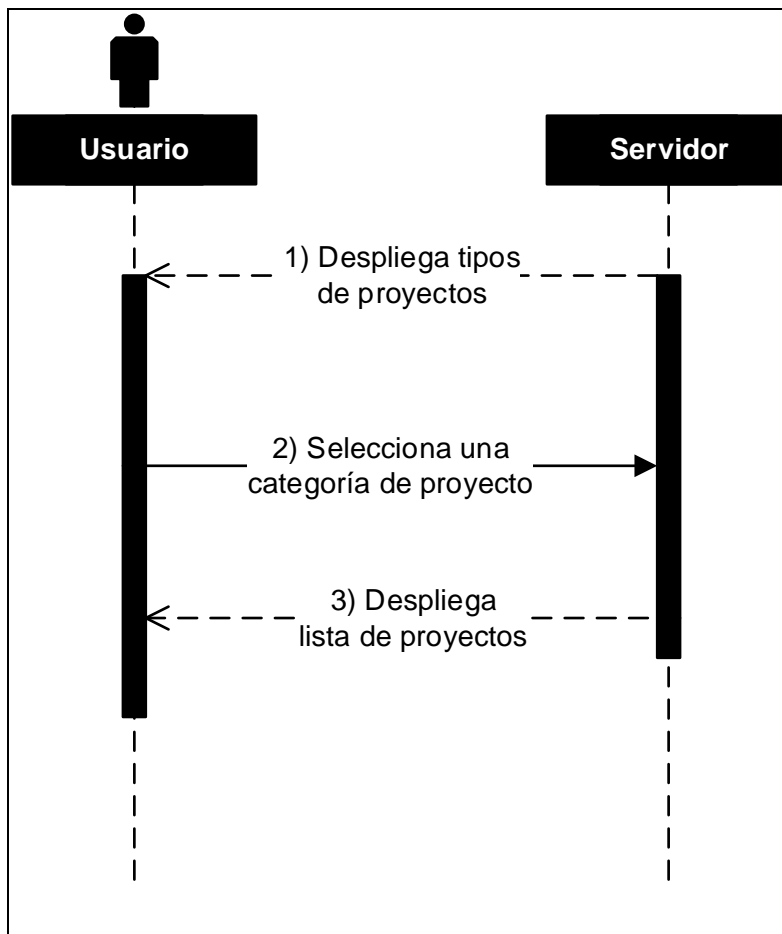 Usuario
Servidor
1) Despliega tipos
de proyectos
2) Selecciona una
categoría de proyecto
3) Despliega
lista de proyectos